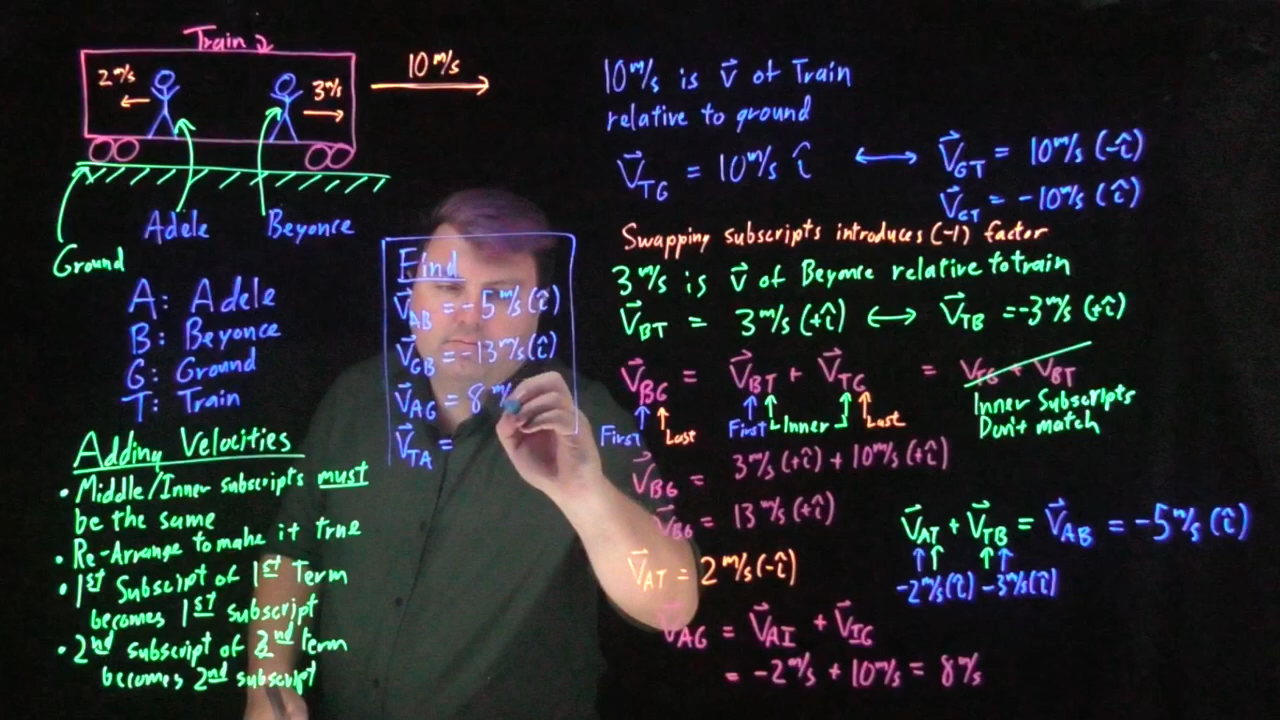 Train 2
2 m/s
3 m/s
10 m/s
Adele
Beyonce
Ground
A: Adele
B: Beyonce
G: Ground
T: Train
Adding Velocities
• Middle/Inner subscripts must
be the same
• Re-Arrange to make it true
• 1st Subscipt of 1st Term
becomes 1st subscript
• 2nd subscript of 2nd term
becomes 2nd subscript
Find
V⃗AB = -5 m/s (î)
V⃗GB = -13 m/s (î)
V⃗AG = 8 m/
V⃗TA =
10 m/s is v⃗ of Train
relative to ground
V⃗TG = 10 m/s î ⟷ V⃗GT = 10 m/s (-î)
V⃗GT = -10 m/s (î)
Swapping subscripts introduces (-1) factor
3 m/s is v⃗ of Beyonce relative to train
V⃗BT = 3 m/s (+î) ⟷ V⃗TB = -3 m/s (+î)
V⃗BG = V⃗BT + V⃗TG = VTG + VBT
First Last First Inner Last
Inner Subscripts
Don't match
V⃗BG = 3 m/s (+î) + 10 m/s (+î)
V⃗BG = 13 m/s (+î)
V⃗AT + V⃗TB = V⃗AB = -5 m/s (î)
-2 m/s (î) -3 m/s (î)
V⃗AT = 2 m/s (-î)
V⃗AG = V⃗AT + V⃗TG
= -2 m/s + 10 m/s = 8 m/s